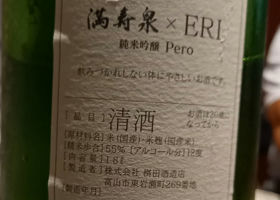 満寿泉×ERI
純米吟醸 Pero
飲みつかれしない体にやさしいお酒です。
［品目］清酒
お酒は20歳になってから
［原材料名］米(国産)・米麹(国産米)
［精米歩合］55% ［アルコール分］12度
［内容量］1.8ℓ
［製造者］株式会社 桝田酒造店
富山市東岩瀬町269番地
［製造年月］